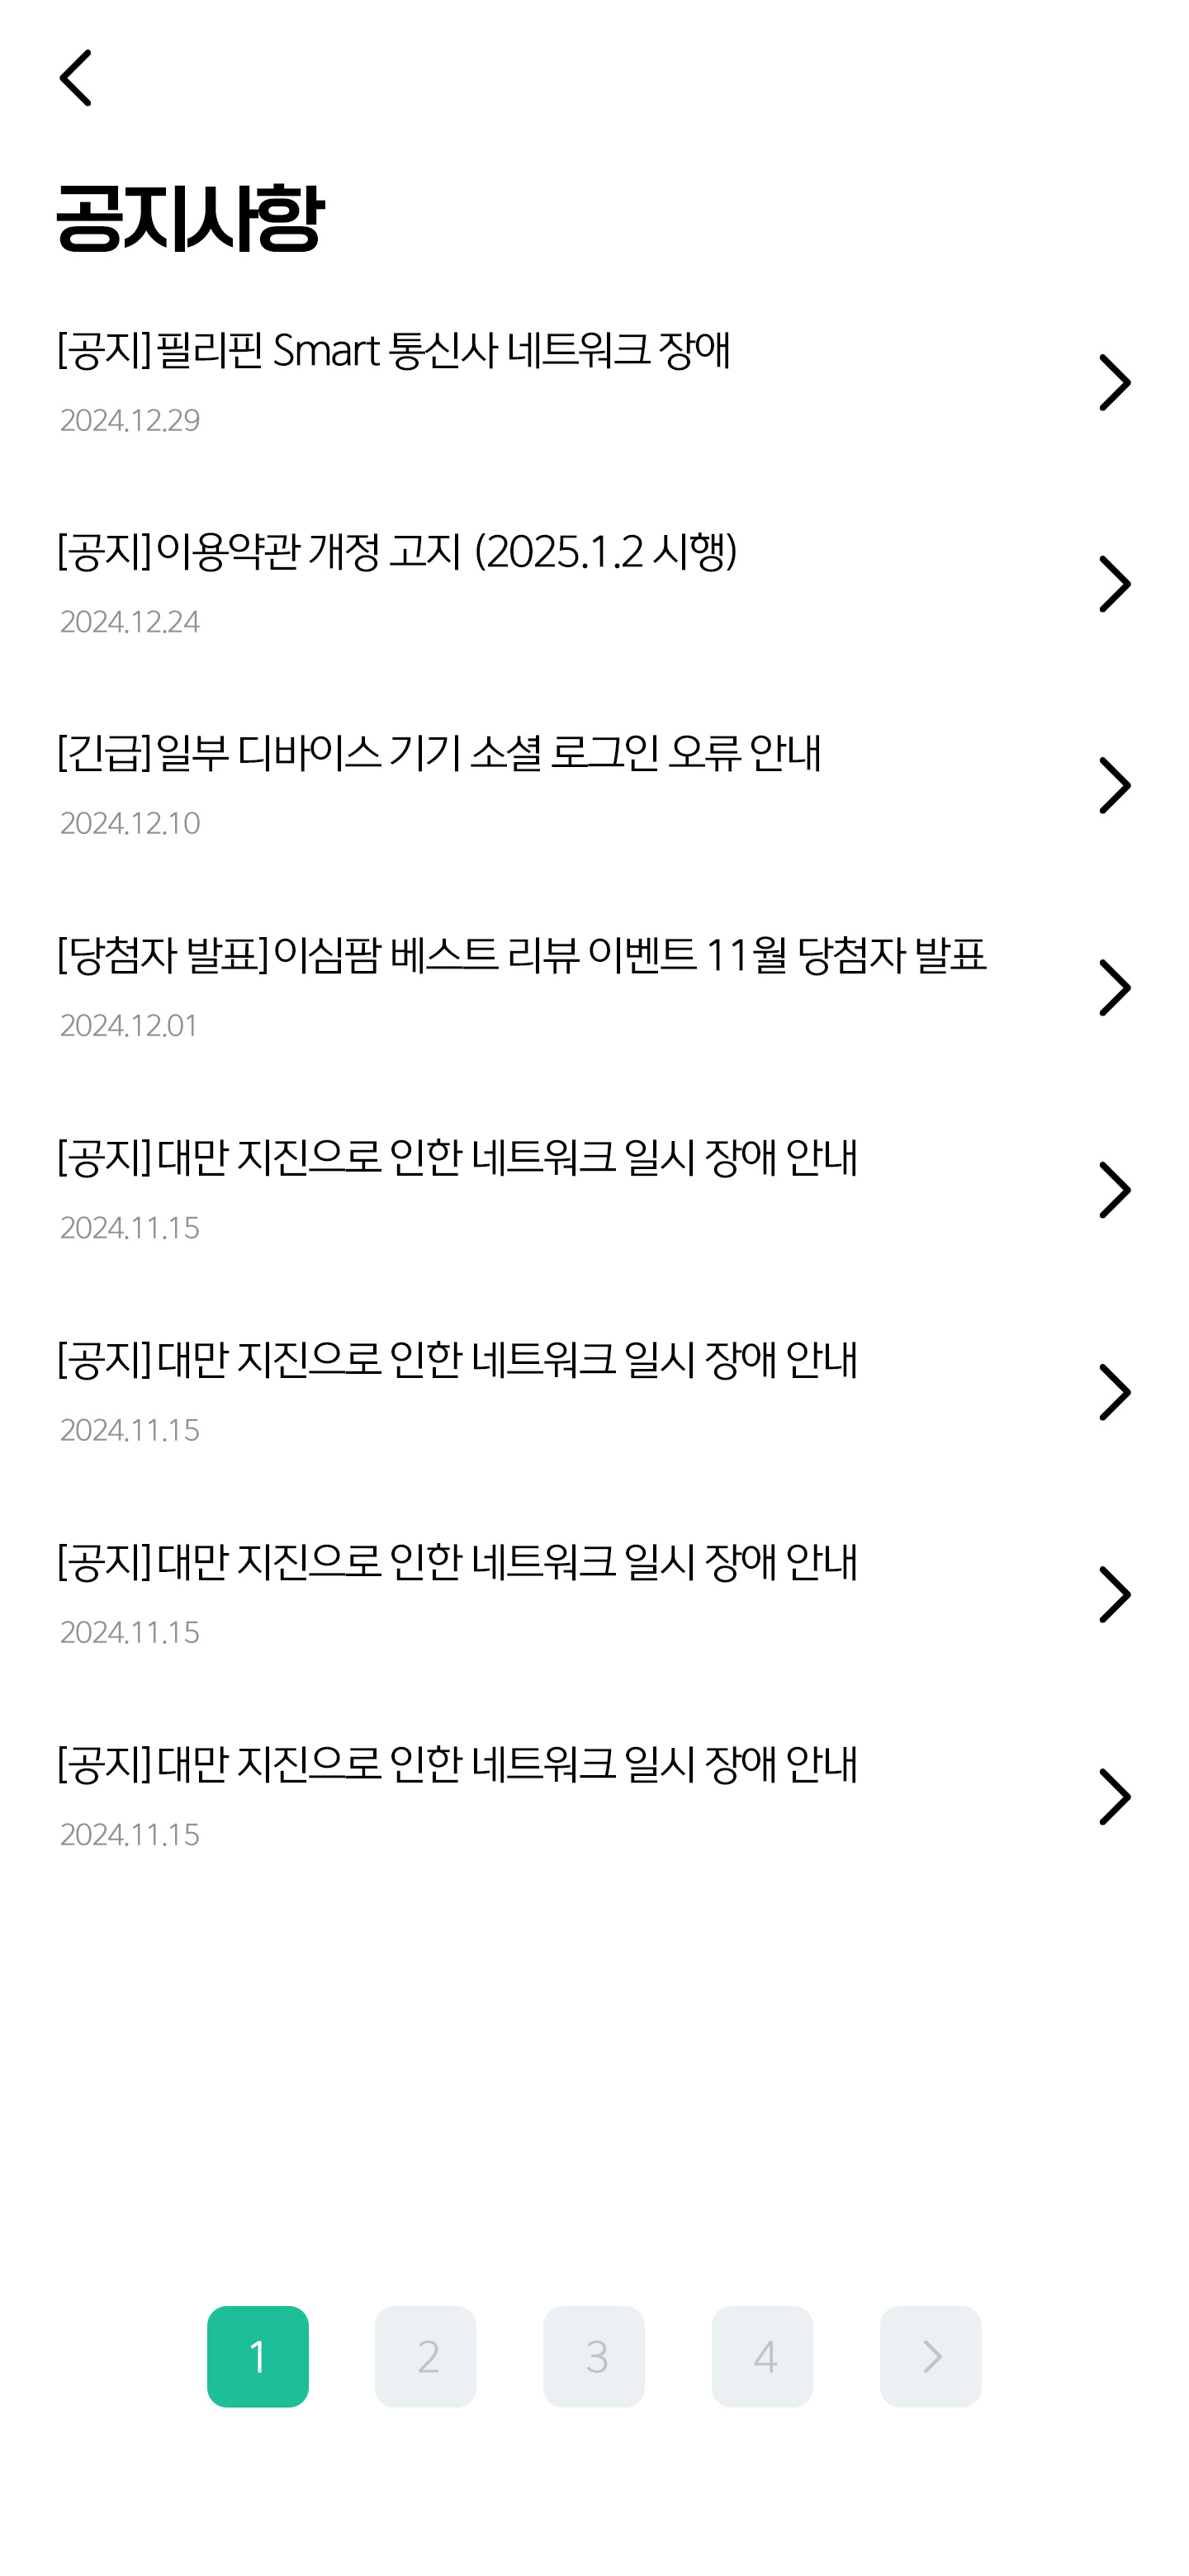 공지사항
[공지]필리핀 Smart 통신사 네트워크 장애
2024.12.29
[공지]이용약관 개정 고지 (2025.1.2 시행)
2024.12.24
[긴급]일부 디바이스 기기 소셜 로그인 오류 안내
2024.12.10
[당첨자 발표]이심팜 베스트 리뷰 이벤트 11월 당첨자 발표
2024.12.01
[공지]대만 지진으로 인한 네트워크 일시 장애 안내
2024.11.15
[공지]대만 지진으로 인한 네트워크 일시 장애 안내
2024.11.15
[공지]대만 지진으로 인한 네트워크 일시 장애 안내
2024.11.15
[공지]대만 지진으로 인한 네트워크 일시 장애 안내
2024.11.15
1 2 3 4